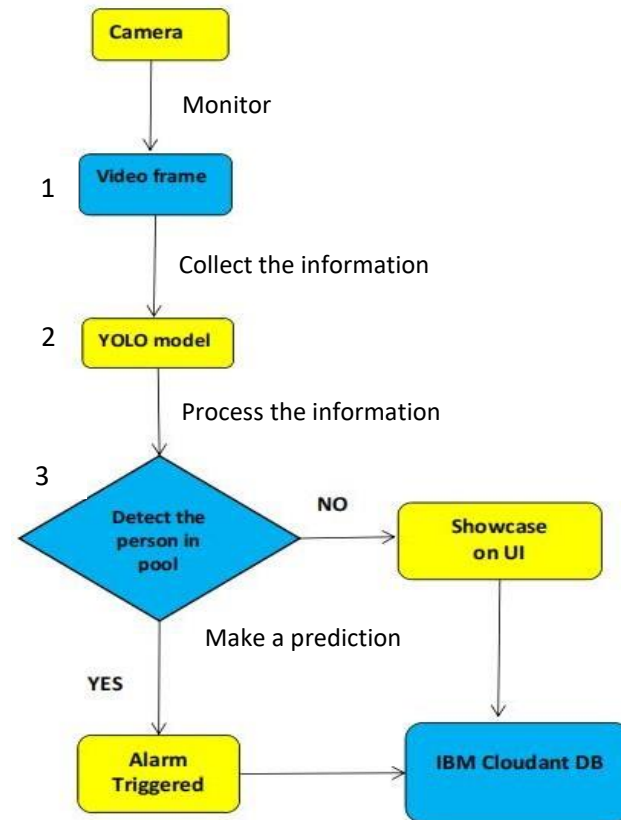 Camera
Monitor
1
Video frame
Collect the information
2
YOLO model
Process the information
3
Detect the
person in
pool
NO
Showcase
on UI
Make a prediction
YES
Alarm
Triggered
IBM Cloudant DB